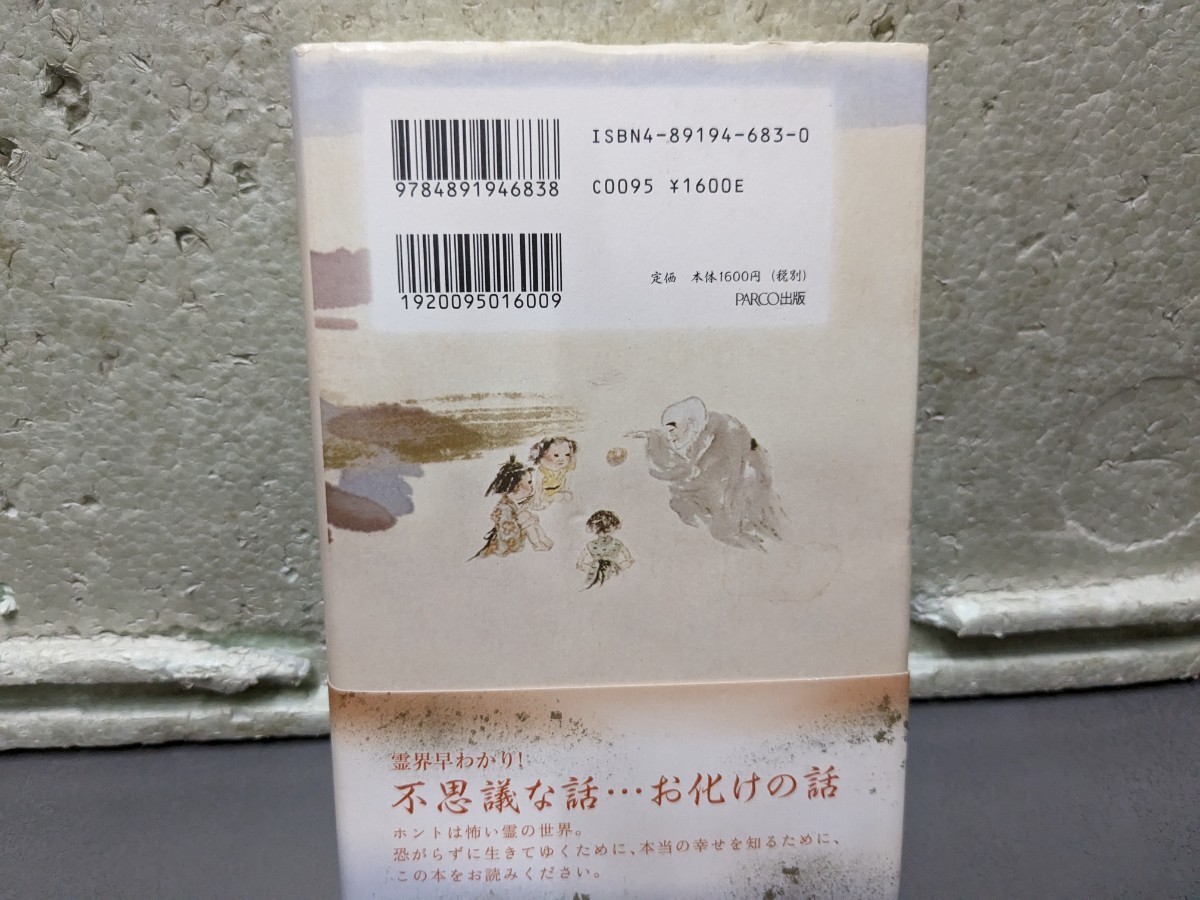 9784891946838
ISBN4-89194-683-0
C0095 ¥1600E
1920095016009
定価 本体1600円(税別)
PARCO出版
霊界早わかり!
不思議な話…お化けの話
ホントは怖い霊の世界。
恐がらずに生きてゆくために、本当の幸せを知るために、
この本をお読みください。